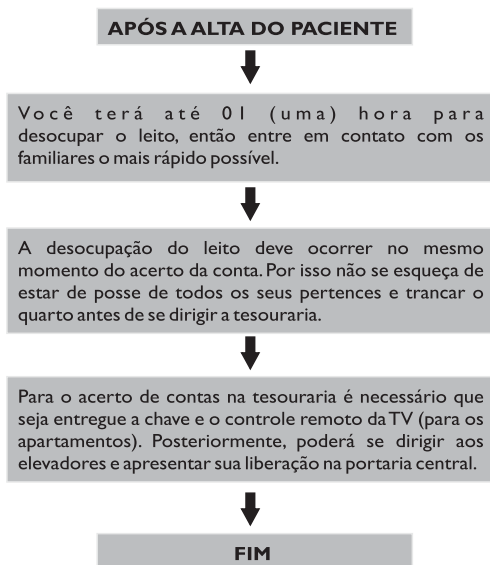 APÓS A ALTA DO PACIENTE
Você terá até 01 (uma) hora para
desocupar o leito, então entre em contato com os
familiares o mais rápido possível.
A desocupação do leito deve ocorrer no mesmo
momento do acerto da conta. Por isso não se esqueça de
estar de posse de todos os seus pertences e trancar o
quarto antes de se dirigir a tesouraria.
Para o acerto de contas na tesouraria é necessário que
seja entregue a chave e o controle remoto da TV (para os
apartamentos). Posteriormente, poderá se dirigir aos
elevadores e apresentar sua liberação na portaria central.
FIM